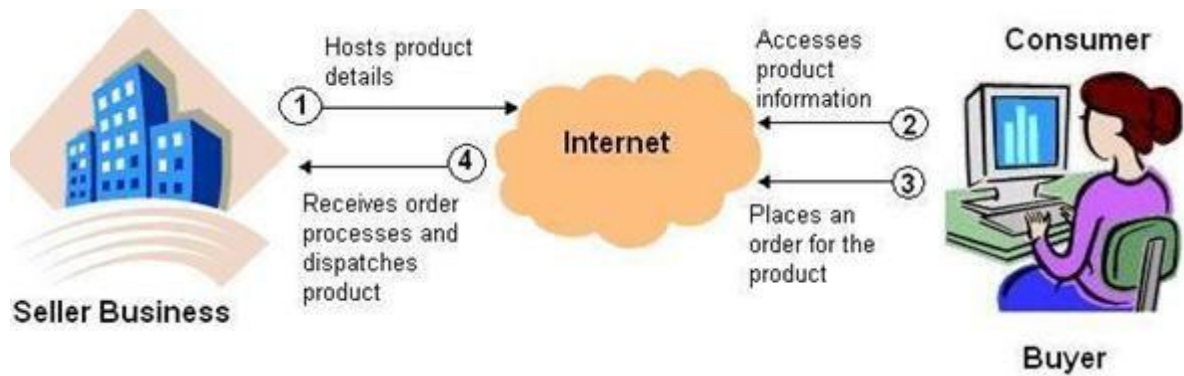 Hosts product
details
1
Accesses
product
information
2
Consumer
Internet
4
Receives order
processes and
dispatches
product
3
Places an
order for the
product
Seller Business
Buyer